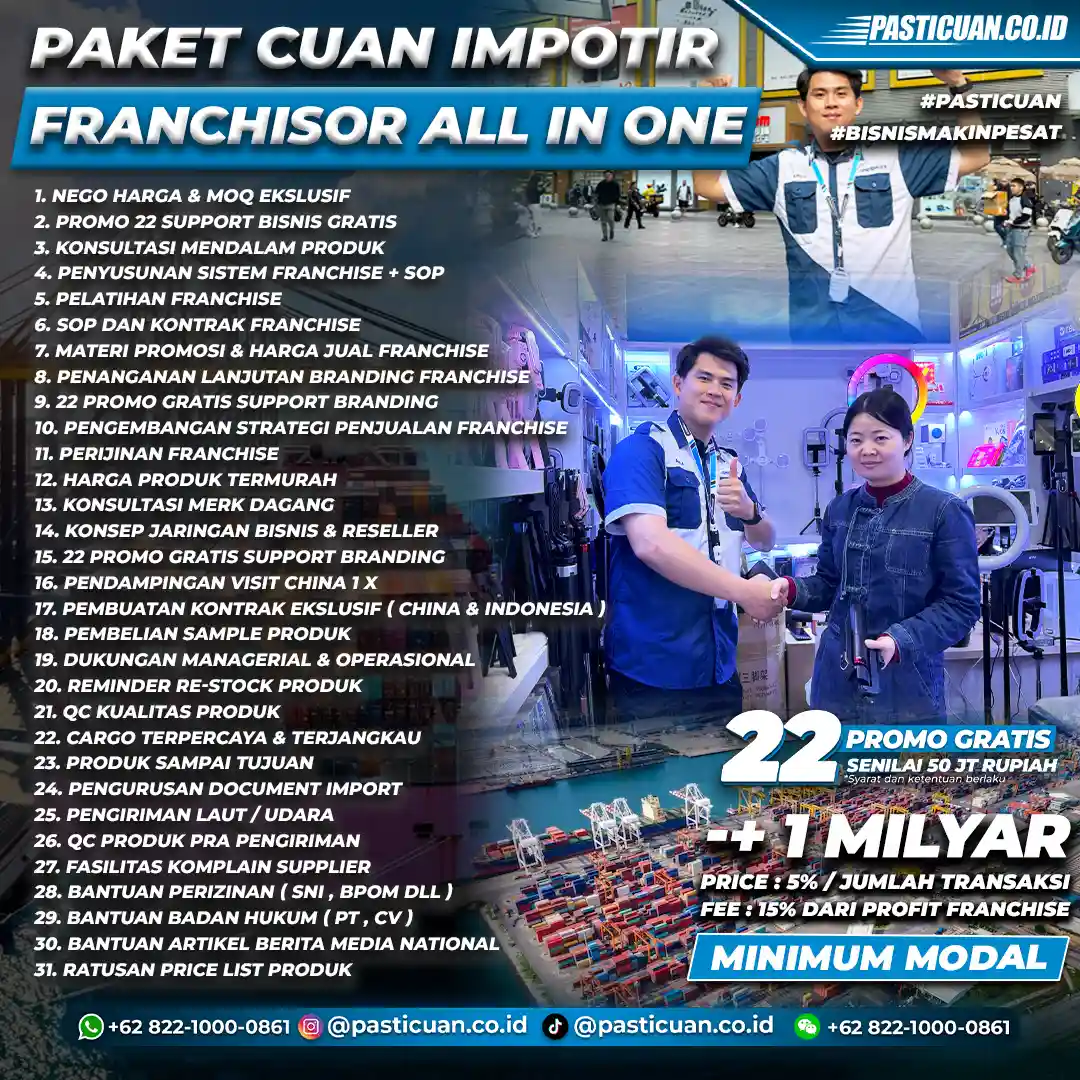 PASTICUAN.CO.ID
PAKET CUAN IMPOTIR
FRANCHISOR ALL IN ONE
#PASTICUAN
#BISNISMAKINPESAT
1. NEGO HARGA & MOQ EKSLUSIF
2. PROMO 22 SUPPORT BISNIS GRATIS
3. KONSULTASI MENDALAM PRODUK
4. PENYUSUNAN SISTEM FRANCHISE + SOP
5. PELATIHAN FRANCHISE
6. SOP DAN KONTRAK FRANCHISE
7. MATERI PROMOSI & HARGA JUAL FRANCHISE
8. PENANGANAN LANJUTAN BRANDING FRANCHISE
9. 22 PROMO GRATIS SUPPORT BRANDING
10. PENGEMBANGAN STRATEGI PENJUALAN FRANCHISE
11. PERIJINAN FRANCHISE
12. HARGA PRODUK TERMURAH
13. KONSULTASI MERK DAGANG
14. KONSEP JARINGAN BISNIS & RESELLER
15. 22 PROMO GRATIS SUPPORT BRANDING
16. PENDAMPINGAN VISIT CHINA 1 X
17. PEMBUATAN KONTRAK EKSLUSIF ( CHINA & INDONESIA )
18. PEMBELIAN SAMPLE PRODUK
19. DUKUNGAN MANAGERIAL & OPERASIONAL
20. REMINDER RE-STOCK PRODUK
21. QC KUALITAS PRODUK
22. CARGO TERPERCAYA & TERJANGKAU
23. PRODUK SAMPAI TUJUAN
24. PENGURUSAN DOCUMENT IMPORT
25. PENGIRIMAN LAUT / UDARA
26. QC PRODUK PRA PENGIRIMAN
27. FASILITAS KOMPLAIN SUPPLIER
28. BANTUAN PERIZINAN ( SNI , BPOM DLL )
29. BANTUAN BADAN HUKUM ( PT , CV )
30. BANTUAN ARTIKEL BERITA MEDIA NATIONAL
31. RATUSAN PRICE LIST PRODUK
三脚架
22 PROMO GRATIS
SENILAI 50 JT RUPIAH
*Syarat dan ketentuan berlaku
-+ 1 MILYAR
PRICE : 5% / JUMLAH TRANSAKSI
FEE : 15% DARI PROFIT FRANCHISE
MINIMUM MODAL
+62 822-1000-0861 @pasticuan.co.id @pasticuan.co.id +62 822-1000-0861